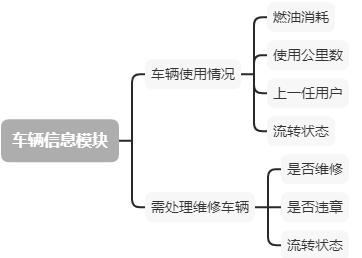 燃油消耗
使用公里数
车辆使用情况
上一任用户
流转状态
车辆信息模块
是否维修
需处理维修车辆
是否违章
流转状态